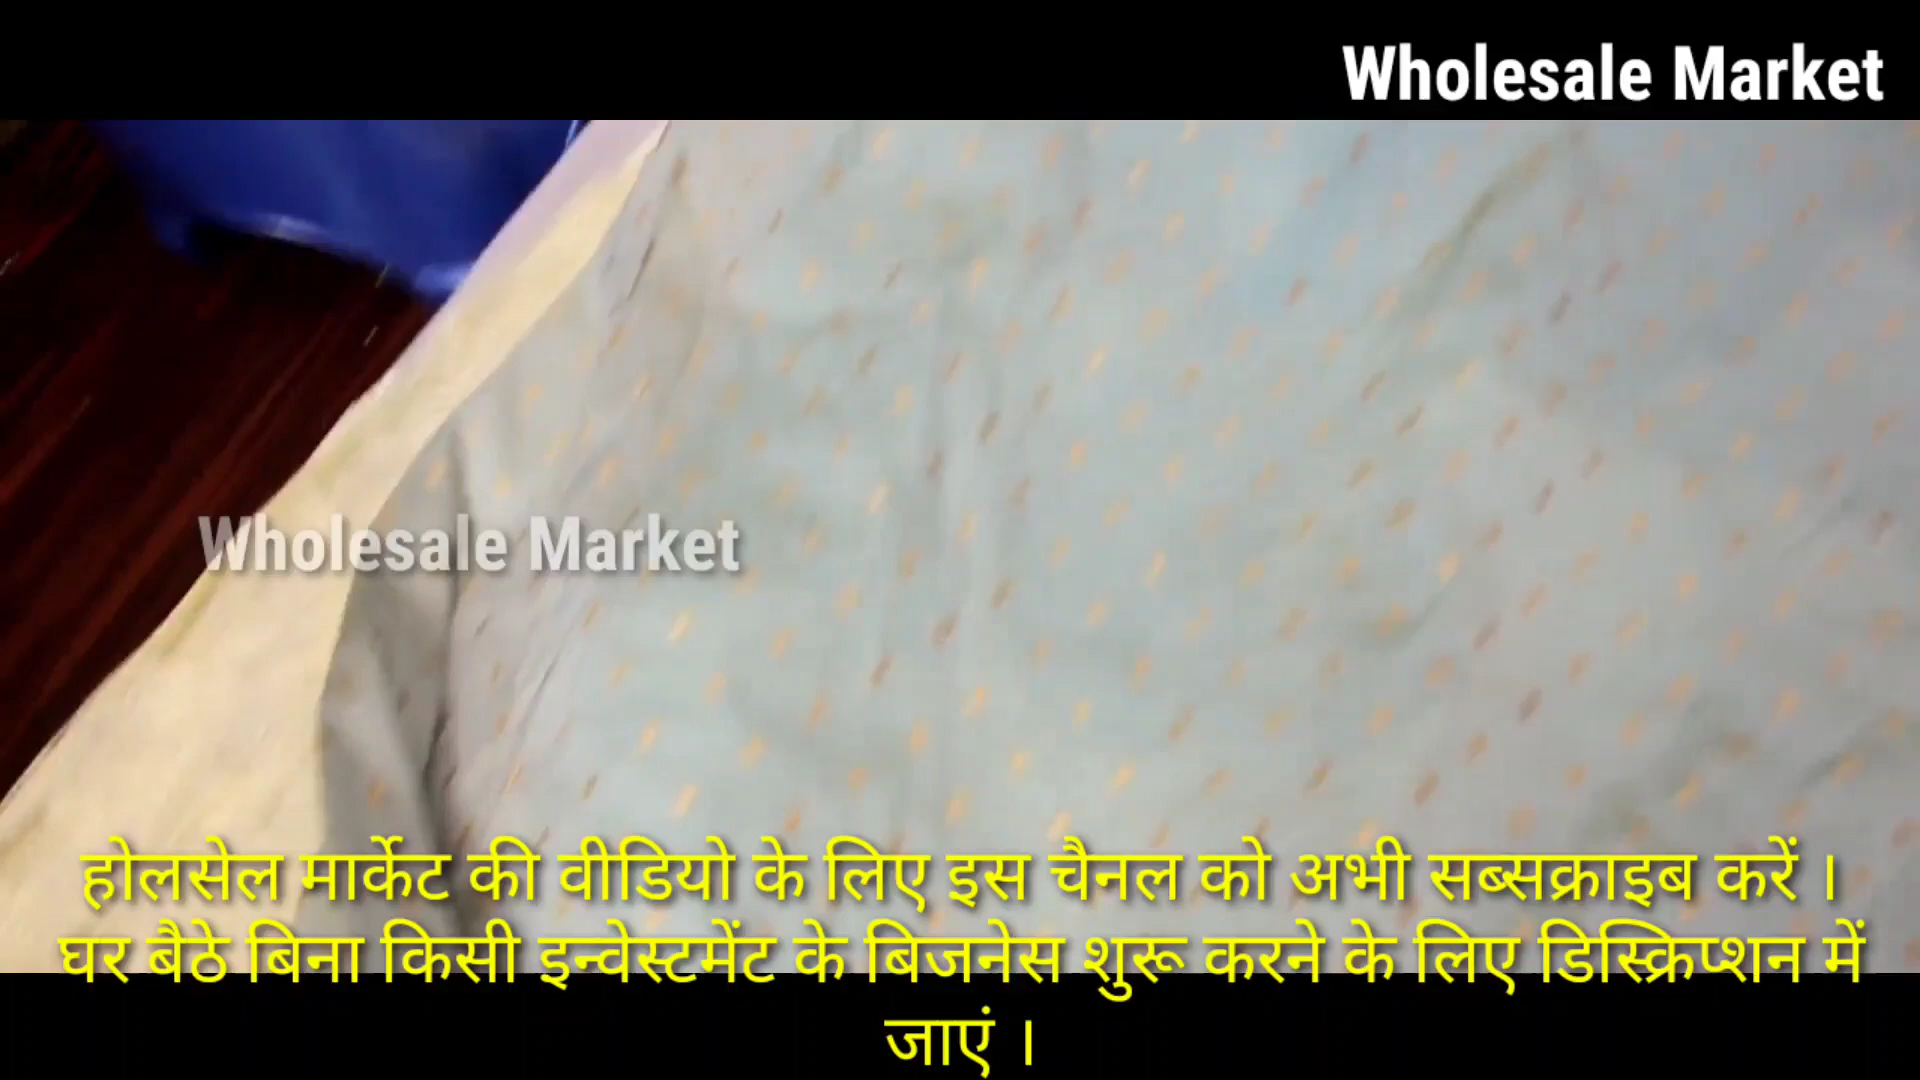 Wholesale Market
Wholesale Market
होलसेल मार्केट की वीडियो के लिए इस चैनल को अभी सब्सक्राइब करें ।
घर बैठे बिना किसी इन्वेस्टमेंट के बिजनेस शुरू करने के लिए डिस्क्रिप्शन में
जाएं ।